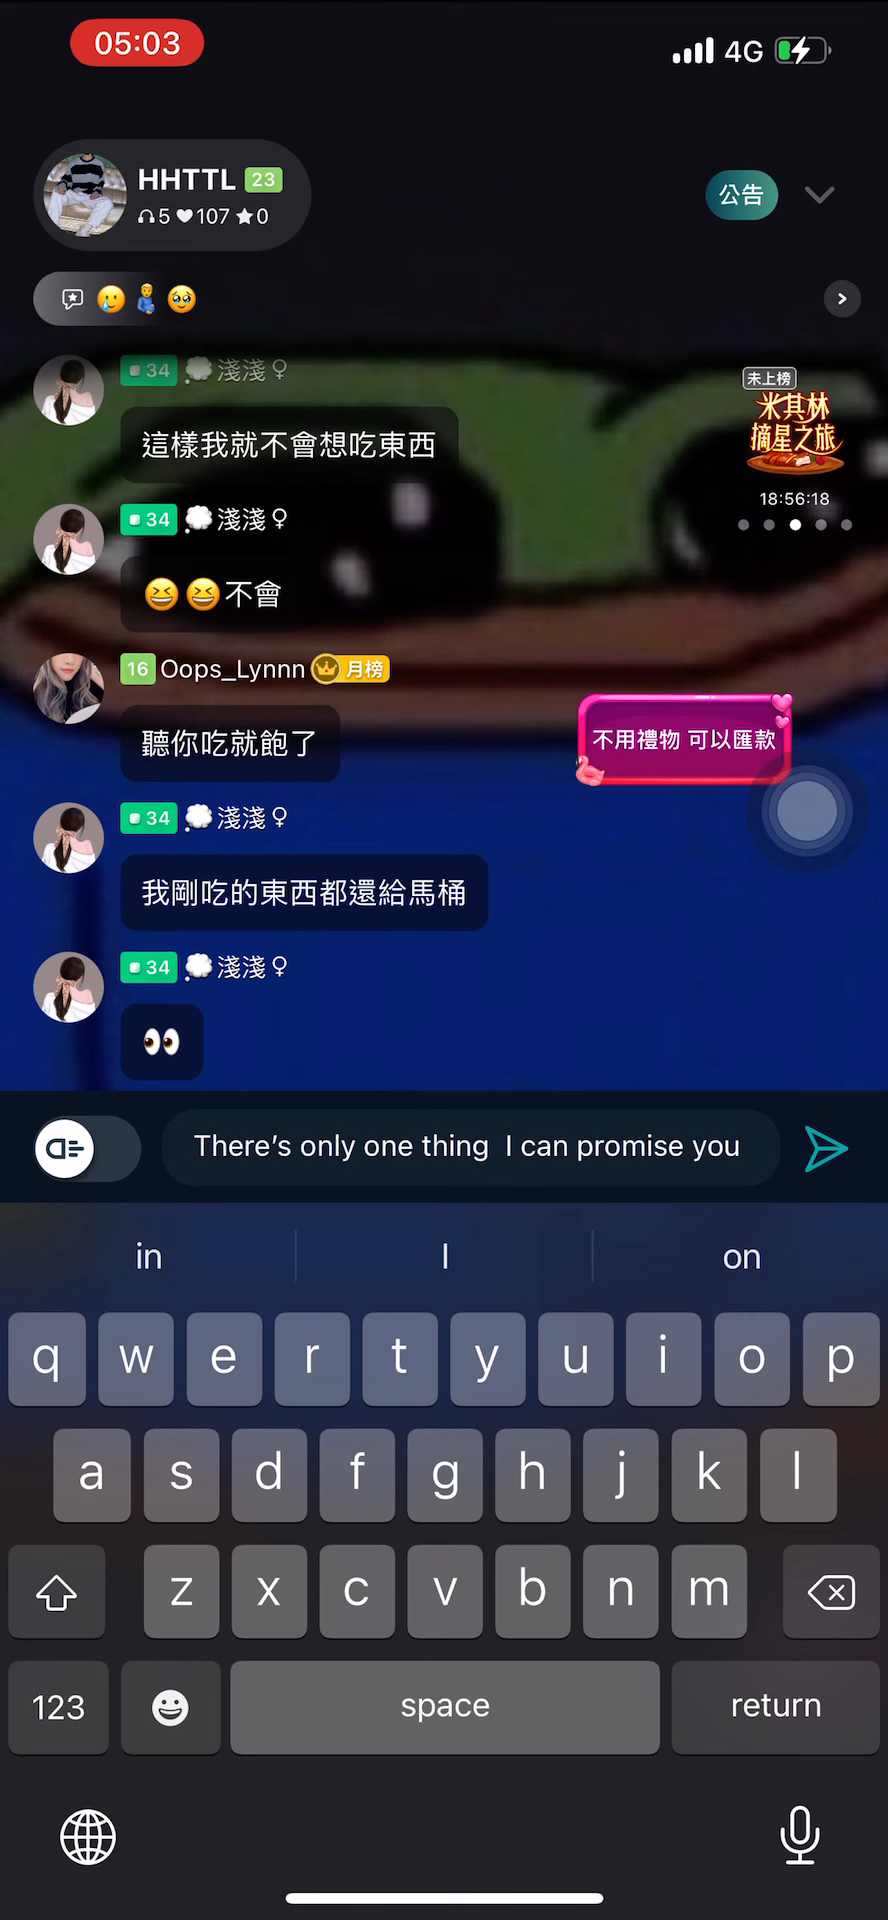 05:03
4G
HHTTL 23
5 107 0
公告
34 淺淺♀
這樣我就不會想吃東西
未上榜
米其林
摘星之旅
18:56:18
34 淺淺♀
😆😆不會
16 Oops_Lynnn 月榜
聽你吃就飽了
不用禮物 可以匯款
34 淺淺♀
我剛吃的東西都還給馬桶
34 淺淺♀
👀
There’s only one thing  I can promise you
in I on
q w e r t y u i o p
a s d f g h j k l
z x c v b n m
123 space return